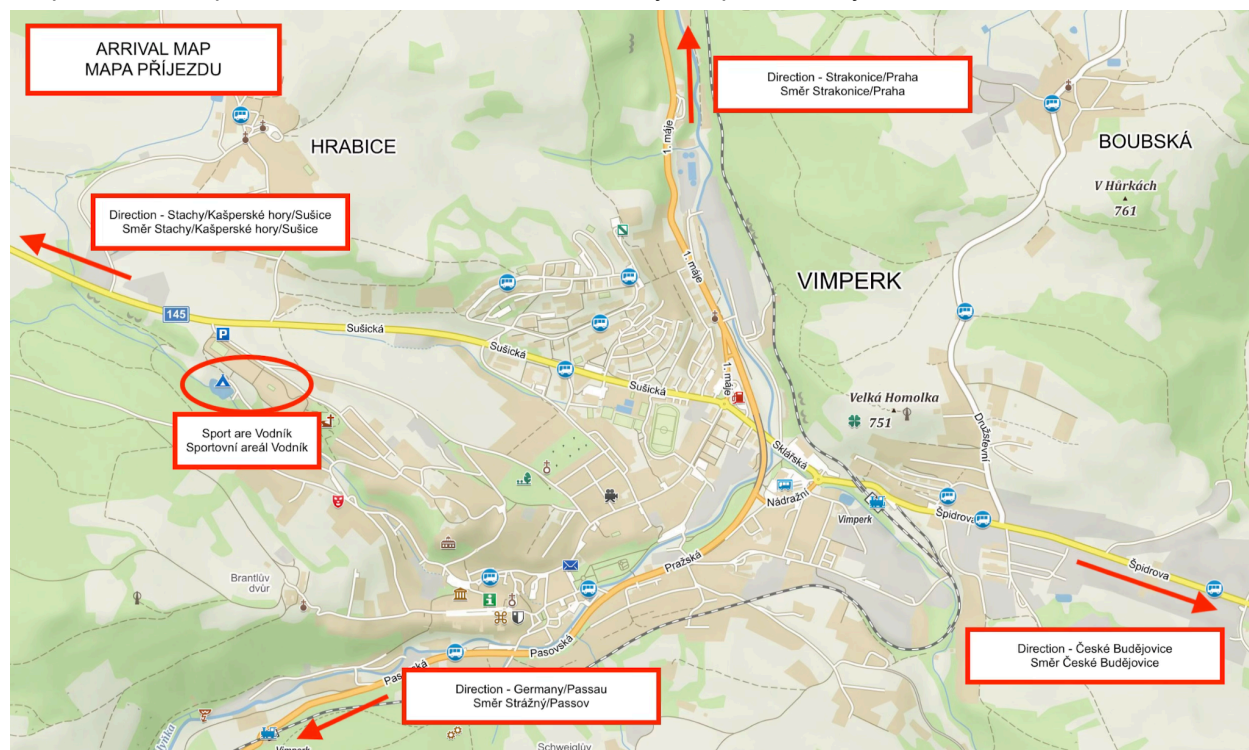 ARRIVAL MAP
MAPA PŘÍJEZDU
Direction - Strakonice/Praha
Směr Strakonice/Praha
1. máje
HRABICE
BOUBSKÁ
V Hůrkách
761
Direction - Stachy/Kašperské hory/Sušice
Směr Stachy/Kašperské hory/Sušice
1. máje
VIMPERK
145
P
Sušická
Sušická
Sušická
1. máje
Velká Homolka
751
Družstevní
Sport are Vodník
Sportovní areál Vodník
Sklářská
Nádražní
Vimperk
Špidrova
Pražská
Špidrova
Brantlův
dvůr
Pasovská
Direction - České Budějovice
Směr České Budějovice
Direction - Germany/Passau
Směr Strážný/Passov
Vimperk
Schweiglův